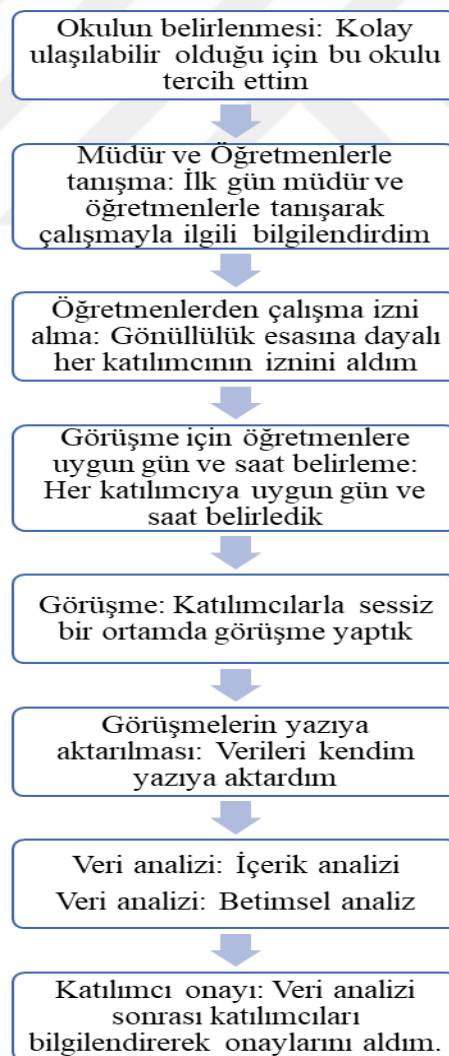 Okulun belirlenmesi: Kolay
ulaşılabilir olduğu için bu okulu
tercih ettim
Müdür ve Öğretmenlerle
tanışma: İlk gün müdür ve
öğretmenlerle tanışarak
çalışmayla ilgili bilgilendirdim
Öğretmenlerden çalışma izni
alma: Gönüllülük esasına dayalı
her katılımcının iznini aldım
Görüşme için öğretmenlere
uygun gün ve saat belirleme:
Her katılımcıya uygun gün ve
saat belirledik
Görüşme: Katılımcılarla sessiz
bir ortamda görüşme yaptık
Görüşmelerin yazıya
aktarılması: Verileri kendim
yazıya aktardım
Veri analizi: İçerik analizi
Veri analizi: Betimsel analiz
Katılımcı onayı: Veri analizi
sonrası katılımcıları
bilgilendirerek onaylarını aldım.